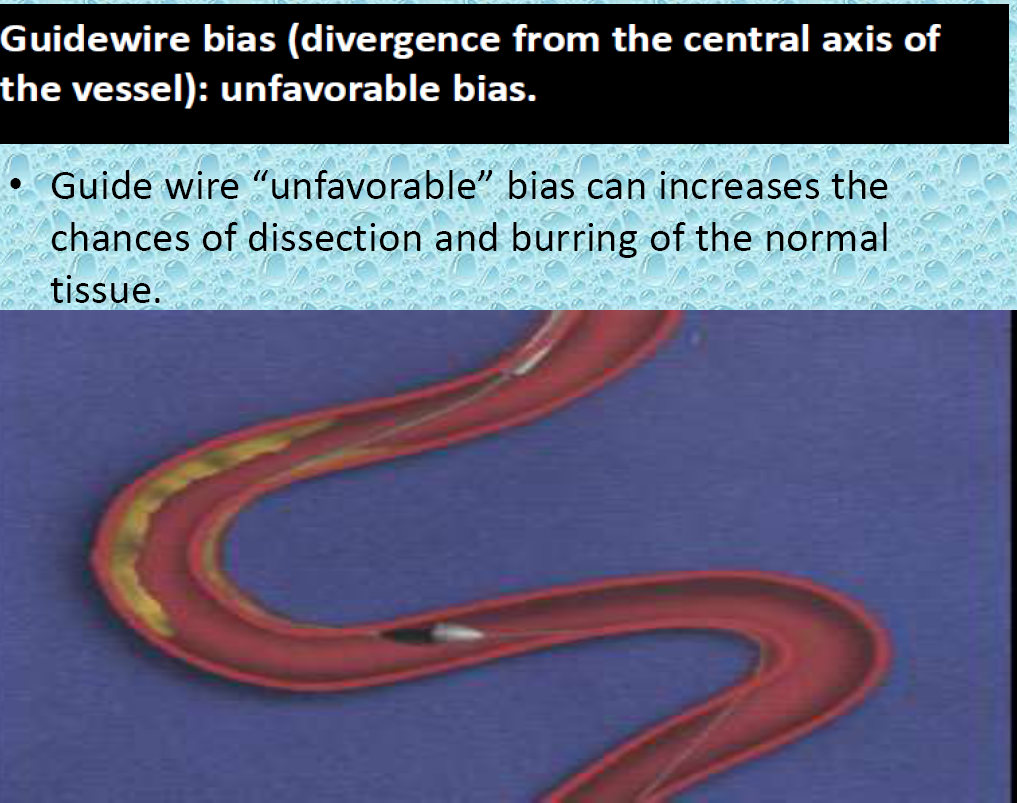 Guidewire bias (divergence from the central axis of
the vessel): unfavorable bias.
• Guide wire “unfavorable” bias can increases the
chances of dissection and burring of the normal
tissue.